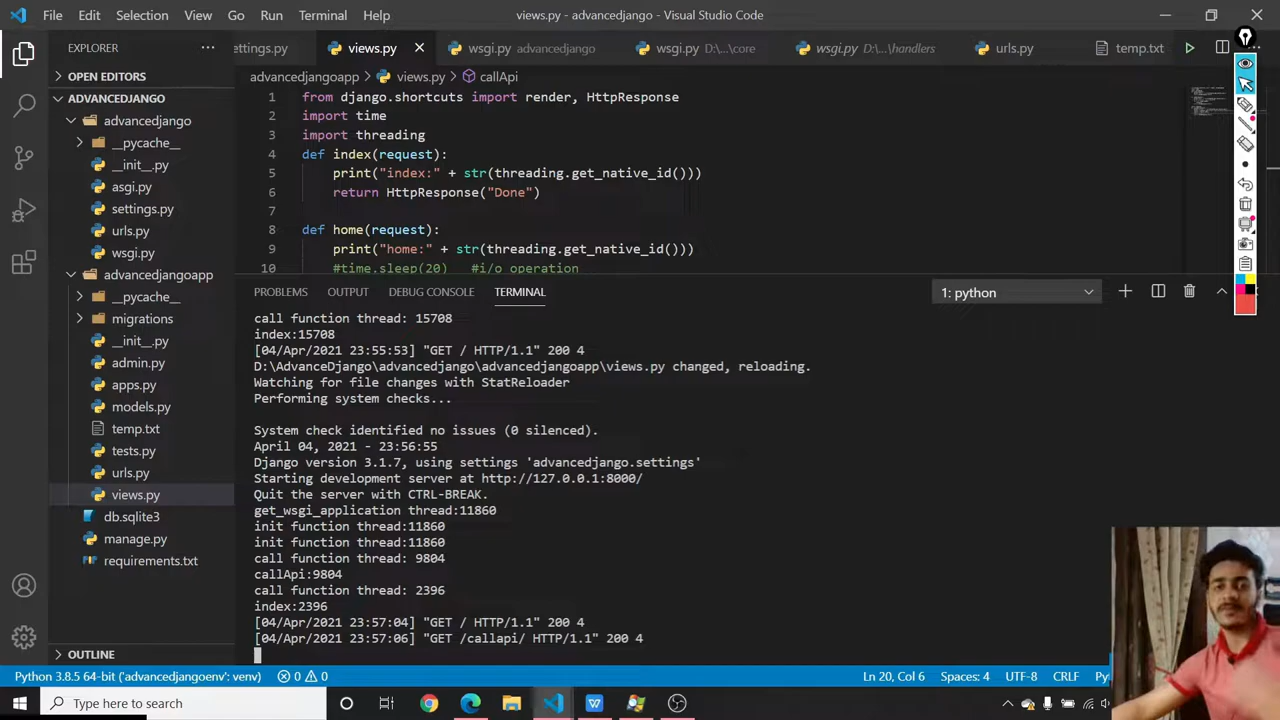 File Edit Selection View Go Run Terminal Help views.py - advancedjango - Visual Studio Code
EXPLORER
ettings.py views.py wsgi.py advancedjango wsgi.py D:\...\core wsgi.py D:\...\handlers urls.py temp.txt
OPEN EDITORS
ADVANCEDJANGO
advancedjango
__pycache__
__init__.py
asgi.py
settings.py
urls.py
wsgi.py
advancedjangoapp
__pycache__
migrations
__init__.py
admin.py
apps.py
models.py
temp.txt
tests.py
urls.py
views.py
db.sqlite3
manage.py
requirements.txt
OUTLINE
advancedjangoapp > views.py > callApi
1 from django.shortcuts import render, HttpResponse
2 import time
3 import threading
4 def index(request):
5 print("index:" + str(threading.get_native_id()))
6 return HttpResponse("Done")
7
8 def home(request):
9 print("home:" + str(threading.get_native_id()))
10 #time.sleep(20) #i/o operation
PROBLEMS OUTPUT DEBUG CONSOLE TERMINAL 1: python
call function thread: 15708
index:15708
[04/Apr/2021 23:55:53] "GET / HTTP/1.1" 200 4
D:\AdvanceDjango\advancedjango\advancedjangoapp\views.py changed, reloading.
Watching for file changes with StatReloader
Performing system checks...
System check identified no issues (0 silenced).
April 04, 2021 - 23:56:55
Django version 3.1.7, using settings 'advancedjango.settings'
Starting development server at http://127.0.0.1:8000/
Quit the server with CTRL-BREAK.
get_wsgi_application thread:11860
init function thread:11860
init function thread:11860
call function thread: 9804
callApi:9804
call function thread: 2396
index:2396
[04/Apr/2021 23:57:04] "GET / HTTP/1.1" 200 4
[04/Apr/2021 23:57:06] "GET /callapi/ HTTP/1.1" 200 4
Python 3.8.5 64-bit ('advancedjangoenv': venv) 0 0 Ln 20, Col 6 Spaces: 4 UTF-8 CRLF Py
Type here to search